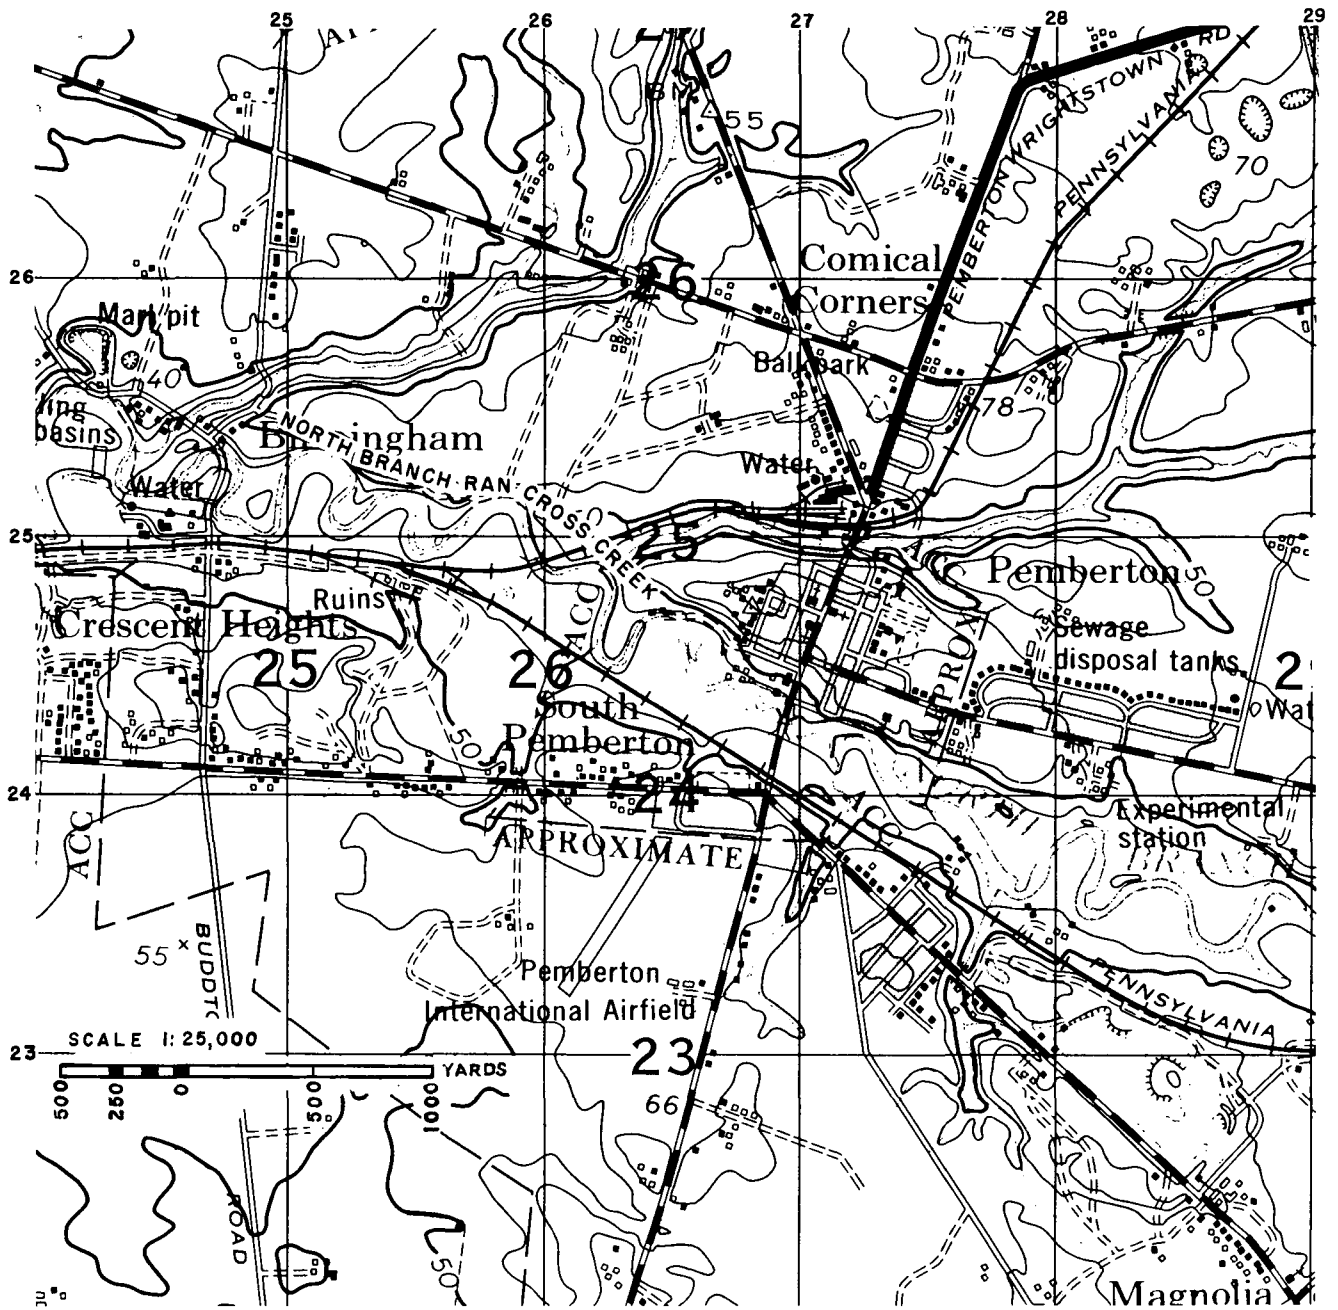 25
26
27
28
29
RD
BM
55
PEMBERTON WRIGHTSTOWN
PENNSYLVANIA
70
26
26
Comical
Corners
Marl pit
40
Ball park
78
basins
NORTH BRANCH RAN COCAS CREEK
Water
Water
25
25
Pemberton
50
Ruins
Crescent Heights
ACC
Sewage
disposal tanks
25
26
South
Pemberton
50
Wat
24
24
ACC
ACC
Experimental
station
APPROXIMATE
55
BUDDTO
Pemberton
International Airfield
PENNSYLVANIA
SCALE 1:25,000
23
23
500
250
0
500
1000
YARDS
66
ROAD
50
Magnolia